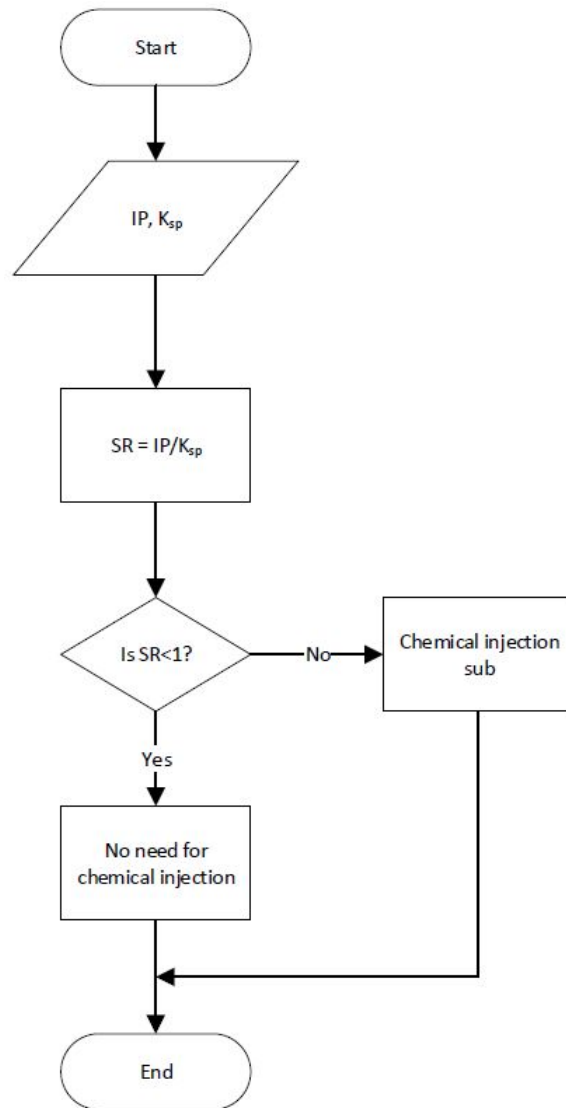 Start
IP, Ksp
SR = IP/Ksp
Is SR<1?
No
Chemical injection
sub
Yes
No need for
chemical injection
End